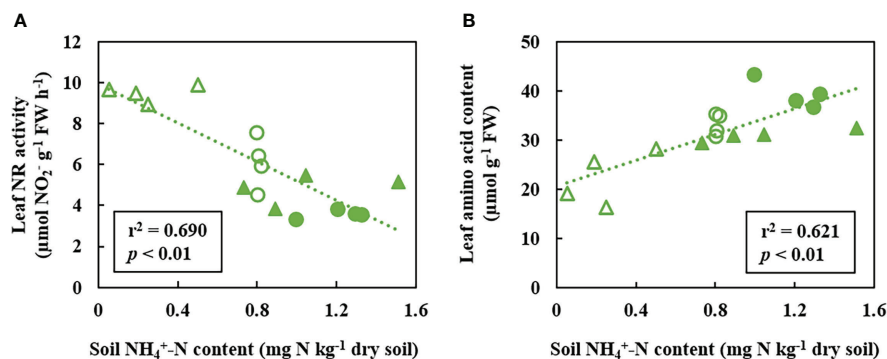 A
Leaf NR activity
(μmol NO₂⁻ g⁻¹ FW h⁻¹)
12
10
8
6
4
2
0
r² = 0.690
p < 0.01
0 0.4 0.8 1.2 1.6
Soil NH₄⁺-N content (mg N kg⁻¹ dry soil)
B
Leaf amino acid content
(μmol g⁻¹ FW)
50
40
30
20
10
0
r² = 0.621
p < 0.01
0 0.4 0.8 1.2 1.6
Soil NH₄⁺-N content (mg N kg⁻¹ dry soil)